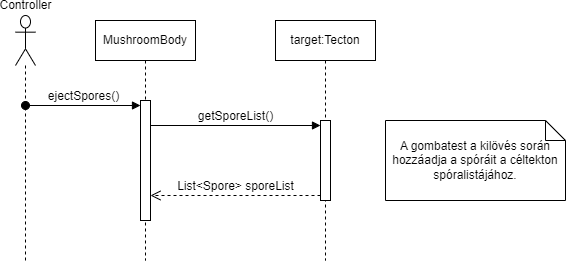 Controller
MushroomBody
target:Tecton
ejectSpores()
getSporeList()
List<Spore> sporeList
A gombatest a kilövés során
hozzáadja a spóráit a céltekton
spóralistájához.